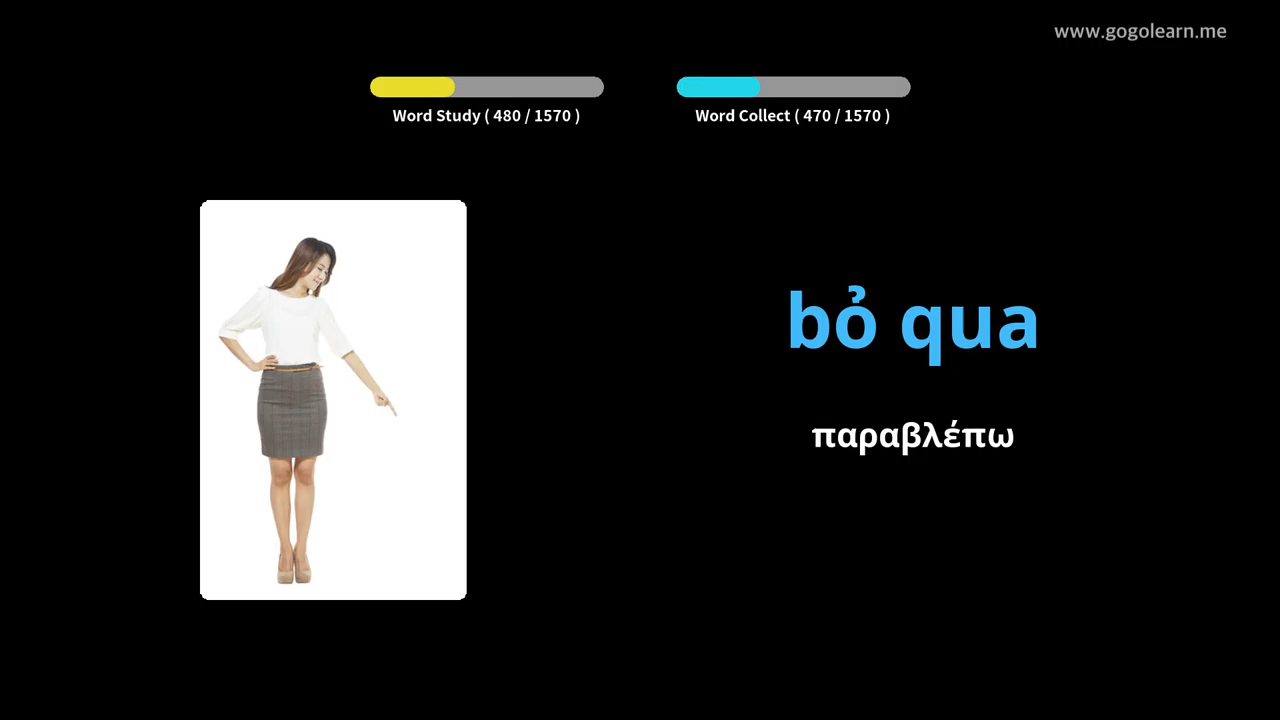 www.gogolearn.me
Word Study ( 480 / 1570 )
Word Collect ( 470 / 1570 )
bỏ qua
παραβλέπω